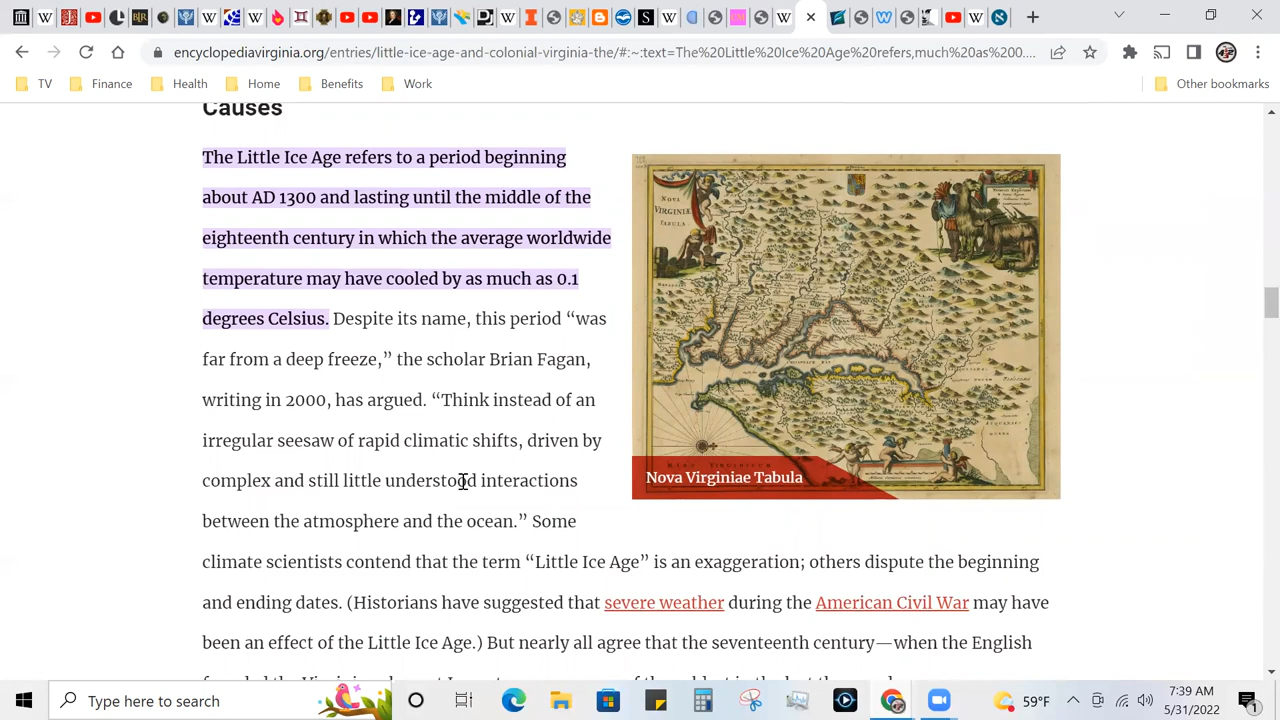 encyclopediavirginia.org/entries/little-ice-age-and-colonial-virginia-the/#:~:text=The%20Little%20Ice%20Age%20refers,much%20as%200....
TV Finance Health Home Benefits Work Other bookmarks
Causes
The Little Ice Age refers to a period beginning
about AD 1300 and lasting until the middle of the
eighteenth century in which the average worldwide
temperature may have cooled by as much as 0.1
degrees Celsius. Despite its name, this period “was
far from a deep freeze,” the scholar Brian Fagan,
writing in 2000, has argued. “Think instead of an
irregular seesaw of rapid climatic shifts, driven by
complex and still little understood interactions
between the atmosphere and the ocean.” Some
climate scientists contend that the term “Little Ice Age” is an exaggeration; others dispute the beginning
and ending dates. (Historians have suggested that severe weather during the American Civil War may have
been an effect of the Little Ice Age.) But nearly all agree that the seventeenth century—when the English
NOVA
VIRGINIÆ
TABULA
Nova Virginiae Tabula
Type here to search
59°F
7:39 AM
5/31/2022
1